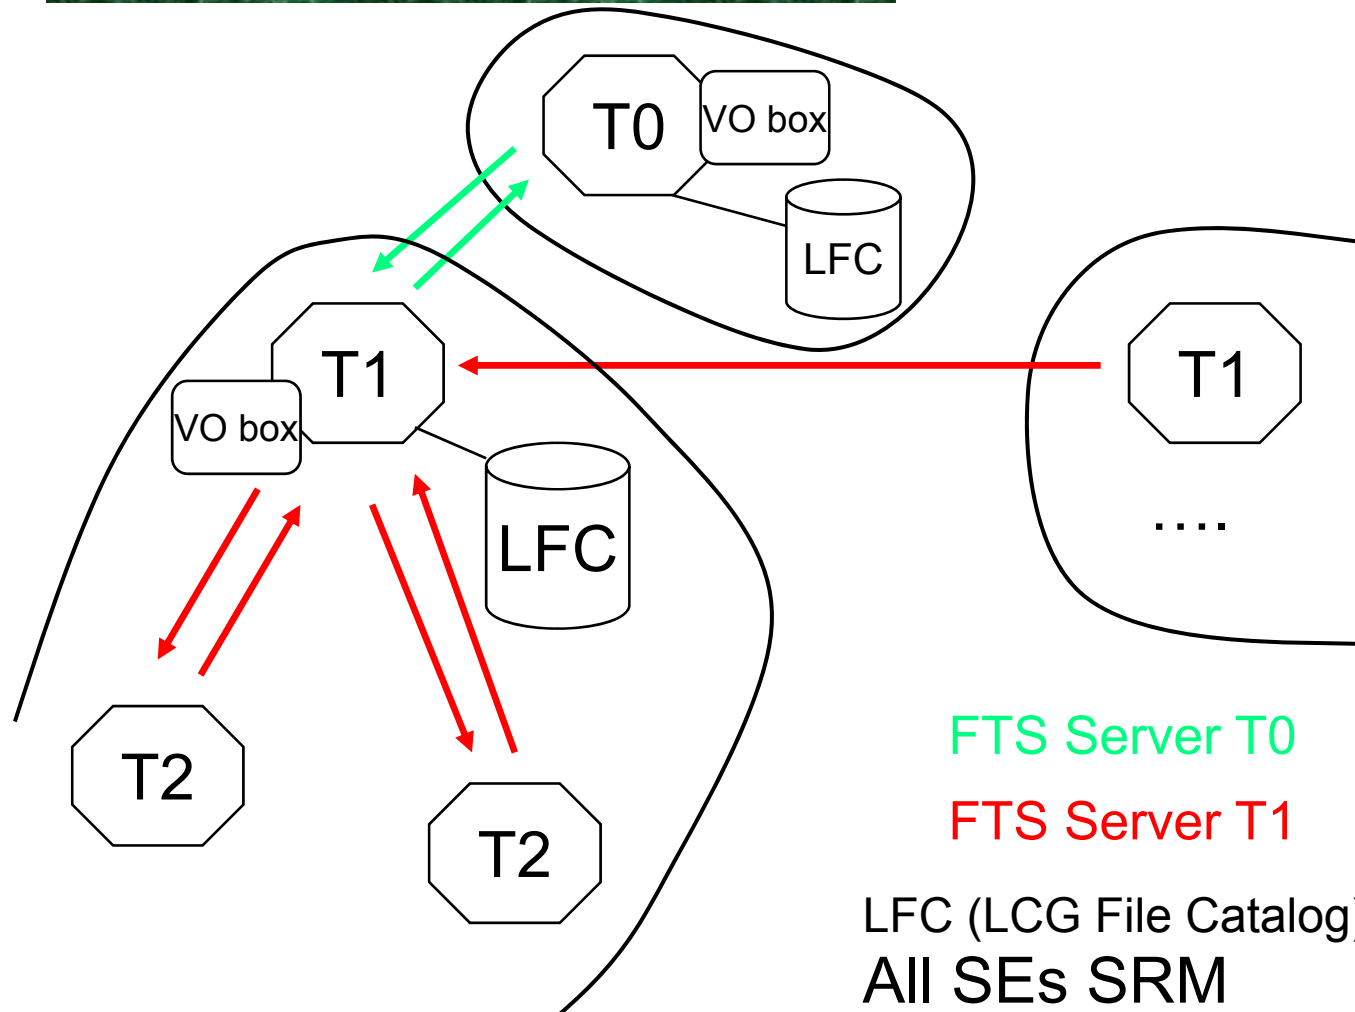 T0
VO box
LFC
T1
VO box
LFC
T1
....
T2
T2
FTS Server T0
FTS Server T1
LFC (LCG File Catalog)
All SEs SRM